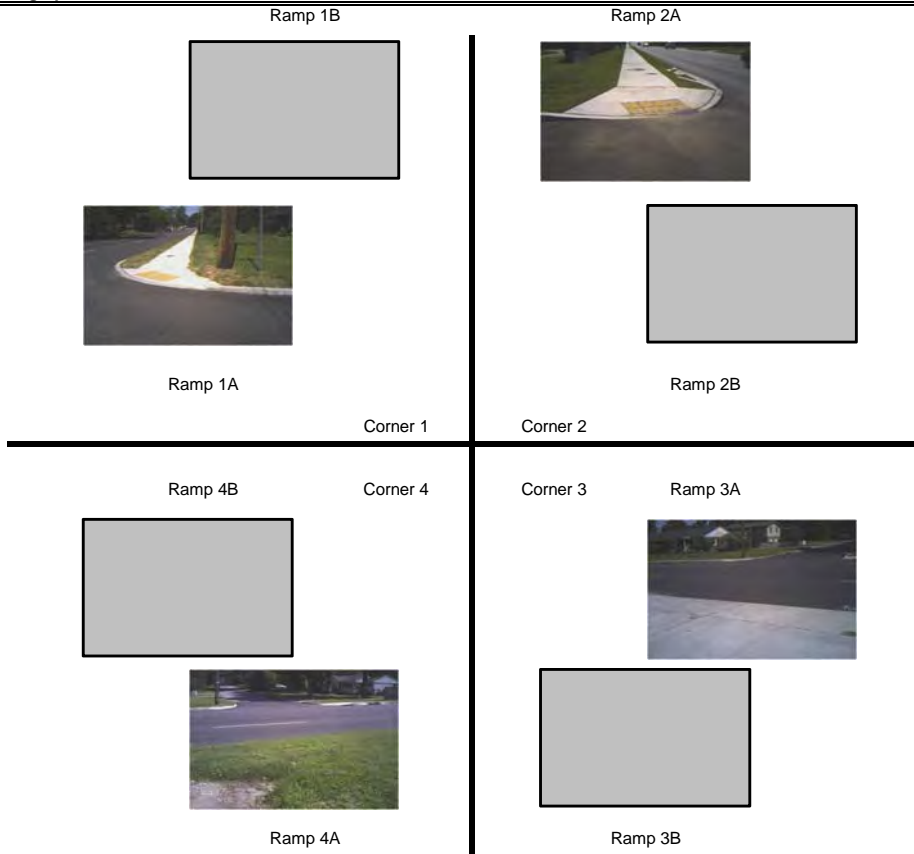 Ramp 1B
Ramp 2A
Ramp 1A
Ramp 2B
Corner 1
Corner 2
Ramp 4B
Corner 4
Corner 3
Ramp 3A
Ramp 4A
Ramp 3B